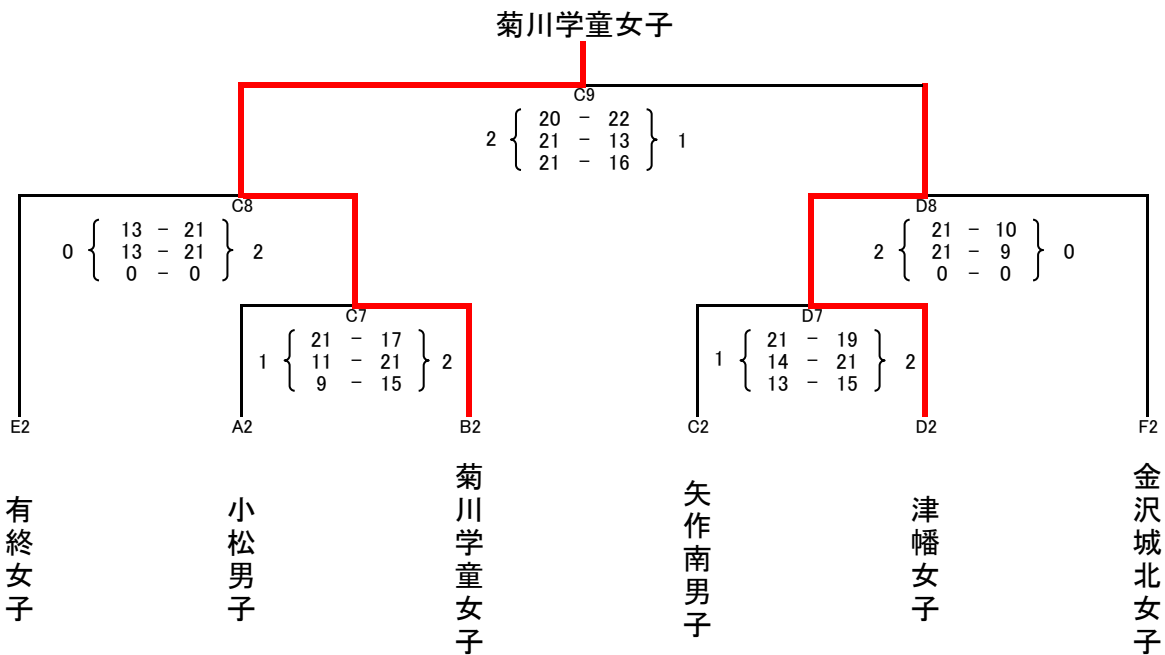 菊川学童女子
C9
20 - 22
2 { 21 - 13 } 1
21 - 16
C8
13 - 21
0 { 13 - 21 } 2
0 - 0
D8
21 - 10
2 { 21 - 9 } 0
0 - 0
C7
21 - 17
1 { 11 - 21 } 2
9 - 15
D7
21 - 19
1 { 14 - 21 } 2
13 - 15
E2
A2
B2
C2
D2
F2
有終女子
小松男子
菊川学童女子
矢作南男子
津幡女子
金沢城北女子